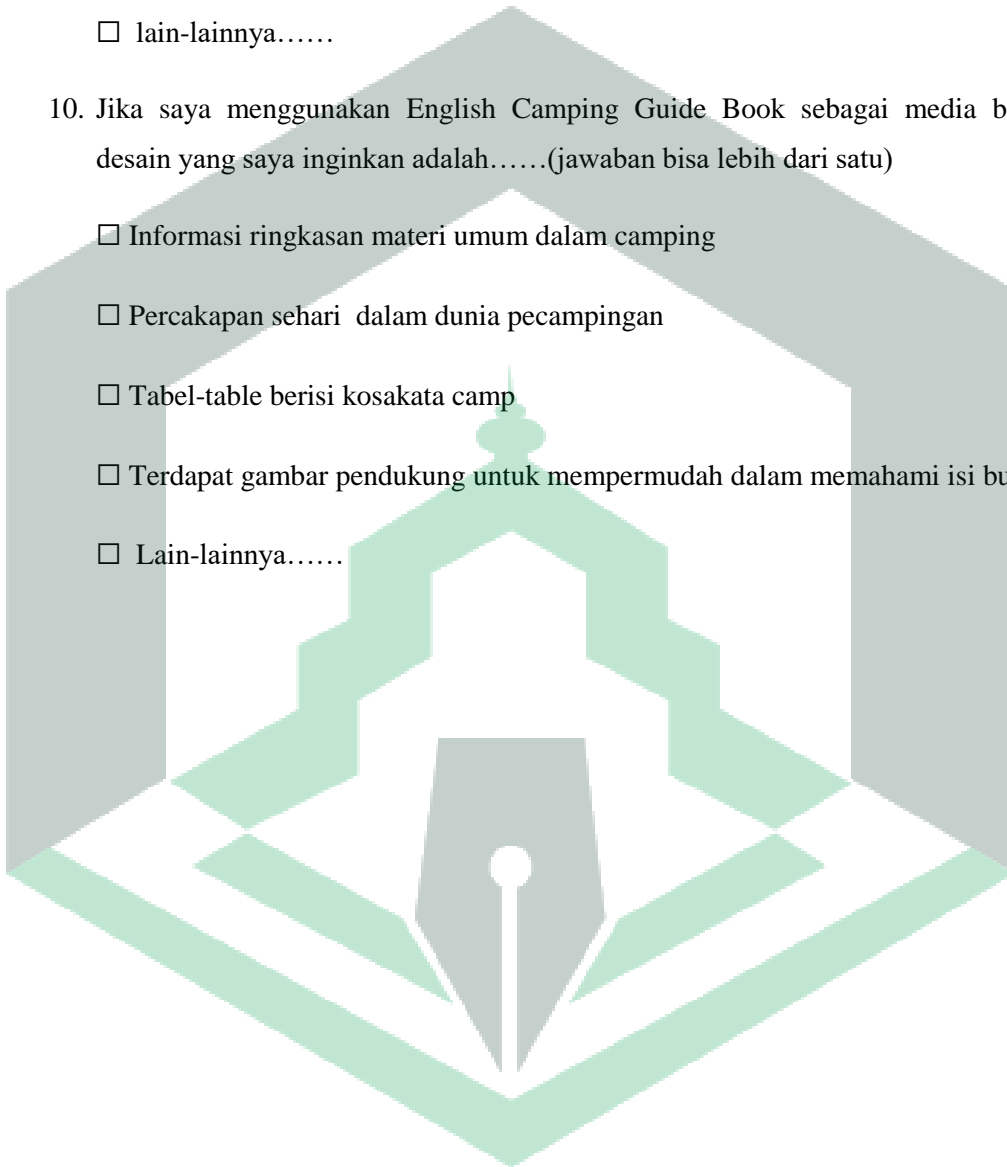 ☐ lain-lainnya……
10. Jika saya menggunakan English Camping Guide Book sebagai media
desain yang saya inginkan adalah……(jawaban bisa lebih dari satu)
☐ Informasi ringkasan materi umum dalam camping
☐ Percakapan sehari dalam dunia pecampingan
☐ Tabel-table berisi kosakata camp
☐ Terdapat gambar pendukung untuk mempermudah dalam memahami isi
☐ Lain-lainnya……